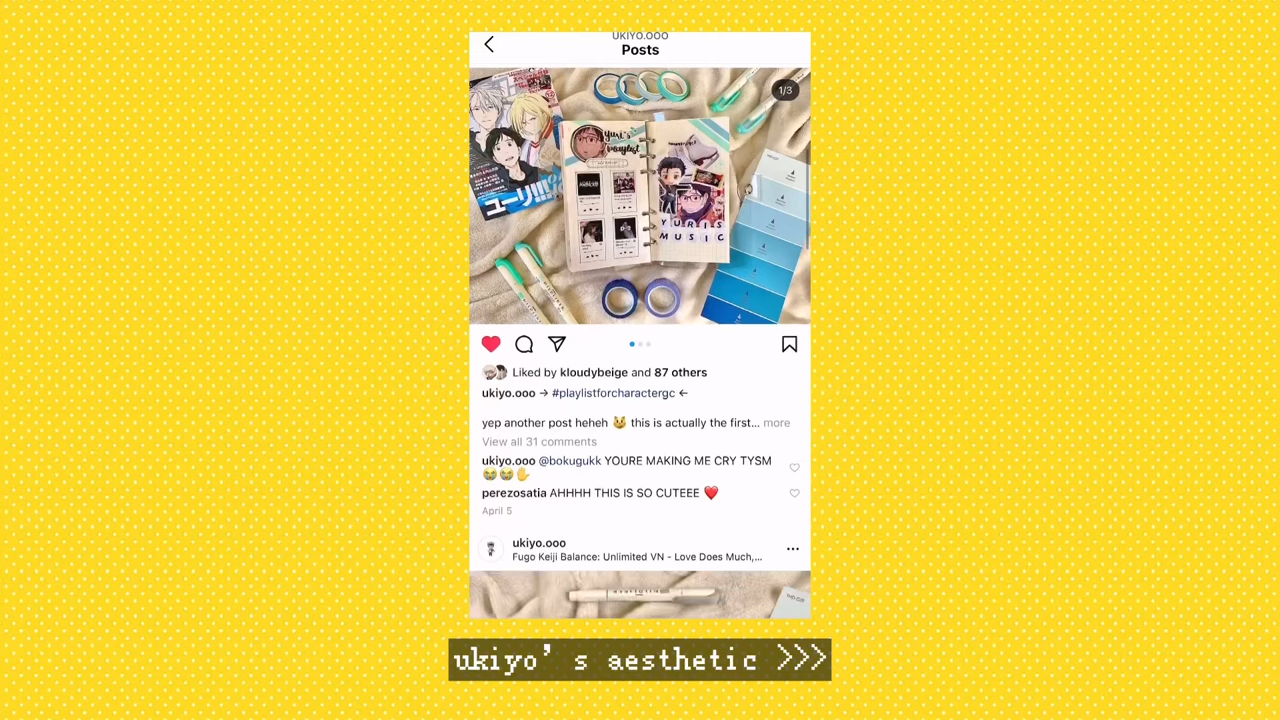 UKIYO.OOO
Posts
1/3
ユーリ!!!
yuri's
playlist
YURIS
MUSIC
Liked by kloudybeige and 87 others
ukiyo.ooo → #playlistforcharactergc ←
yep another post heheh 😼 this is actually the first... more
View all 31 comments
ukiyo.ooo @bokugukk YOURE MAKING ME CRY TYSM
😭😭✋
perezosatia AHHHH THIS IS SO CUTEEE ❤️
April 5
ukiyo.ooo
Fugo Keiji Balance: Unlimited VN - Love Does Much,...
ukiyo's aesthetic >>>